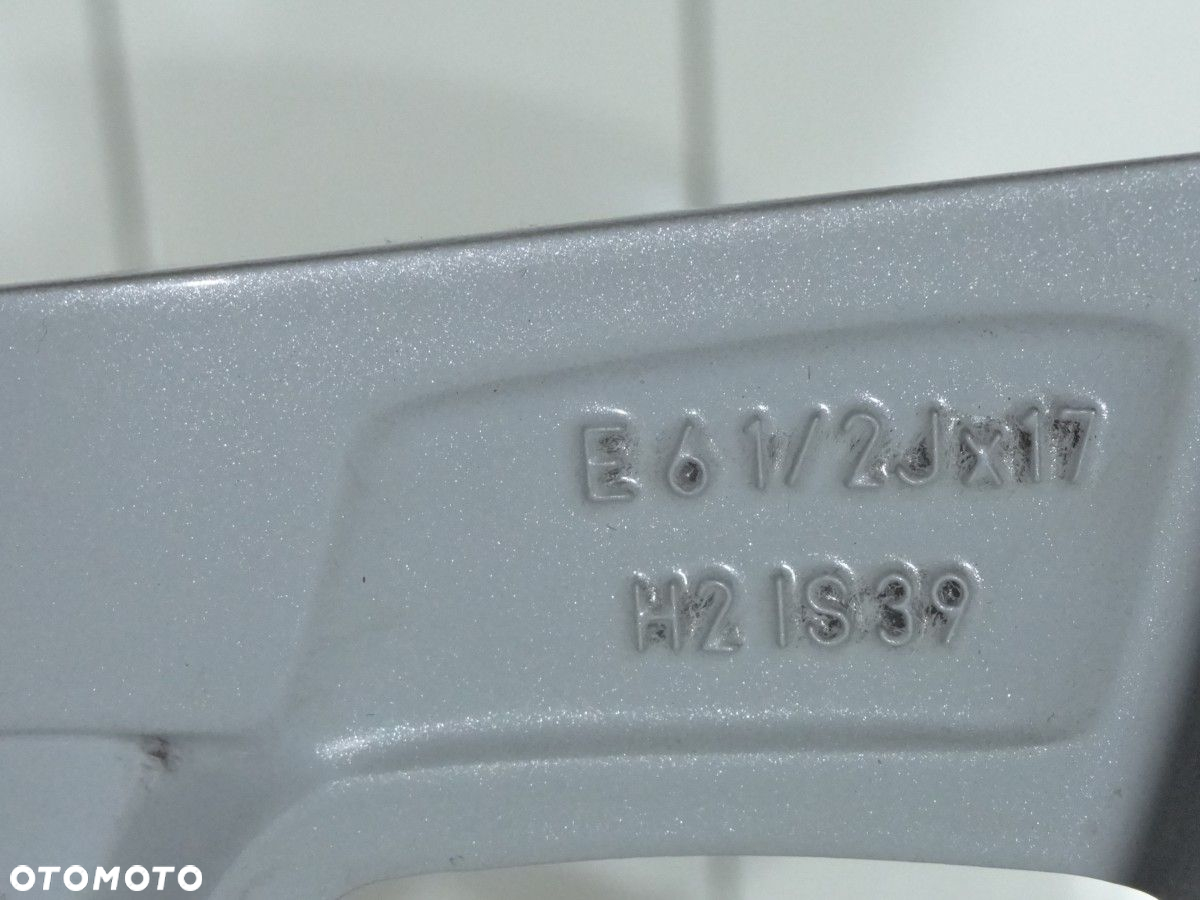 E 6 1/2Jx17
H2 IS39
OTOMOTO